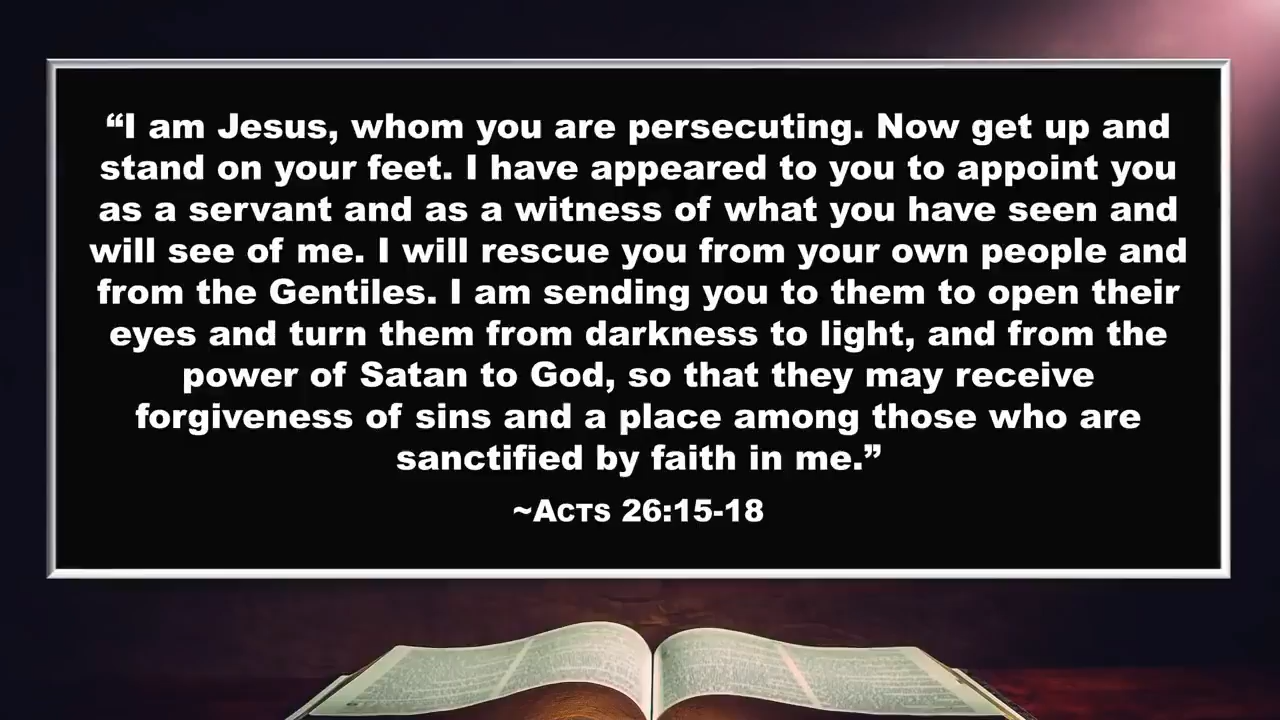 “I am Jesus, whom you are persecuting. Now get up and
stand on your feet. I have appeared to you to appoint you
as a servant and as a witness of what you have seen and
will see of me. I will rescue you from your own people and
from the Gentiles. I am sending you to them to open their
eyes and turn them from darkness to light, and from the
power of Satan to God, so that they may receive
forgiveness of sins and a place among those who are
sanctified by faith in me.”
~ACTS 26:15-18